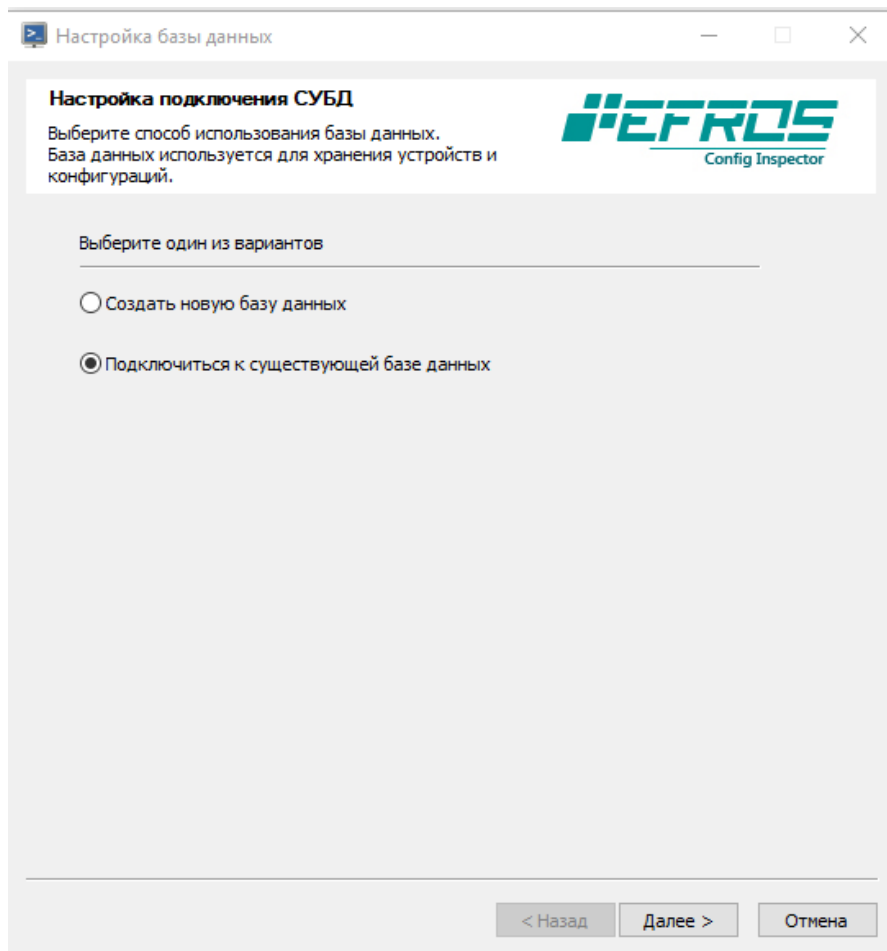 Настройка базы данных
Настройка подключения СУБД
Выберите способ использования базы данных.
База данных используется для хранения устройств и
конфигураций.
EFROS
Config Inspector
Выберите один из вариантов
Создать новую базу данных
Подключиться к существующей базе данных
< Назад
Далее >
Отмена